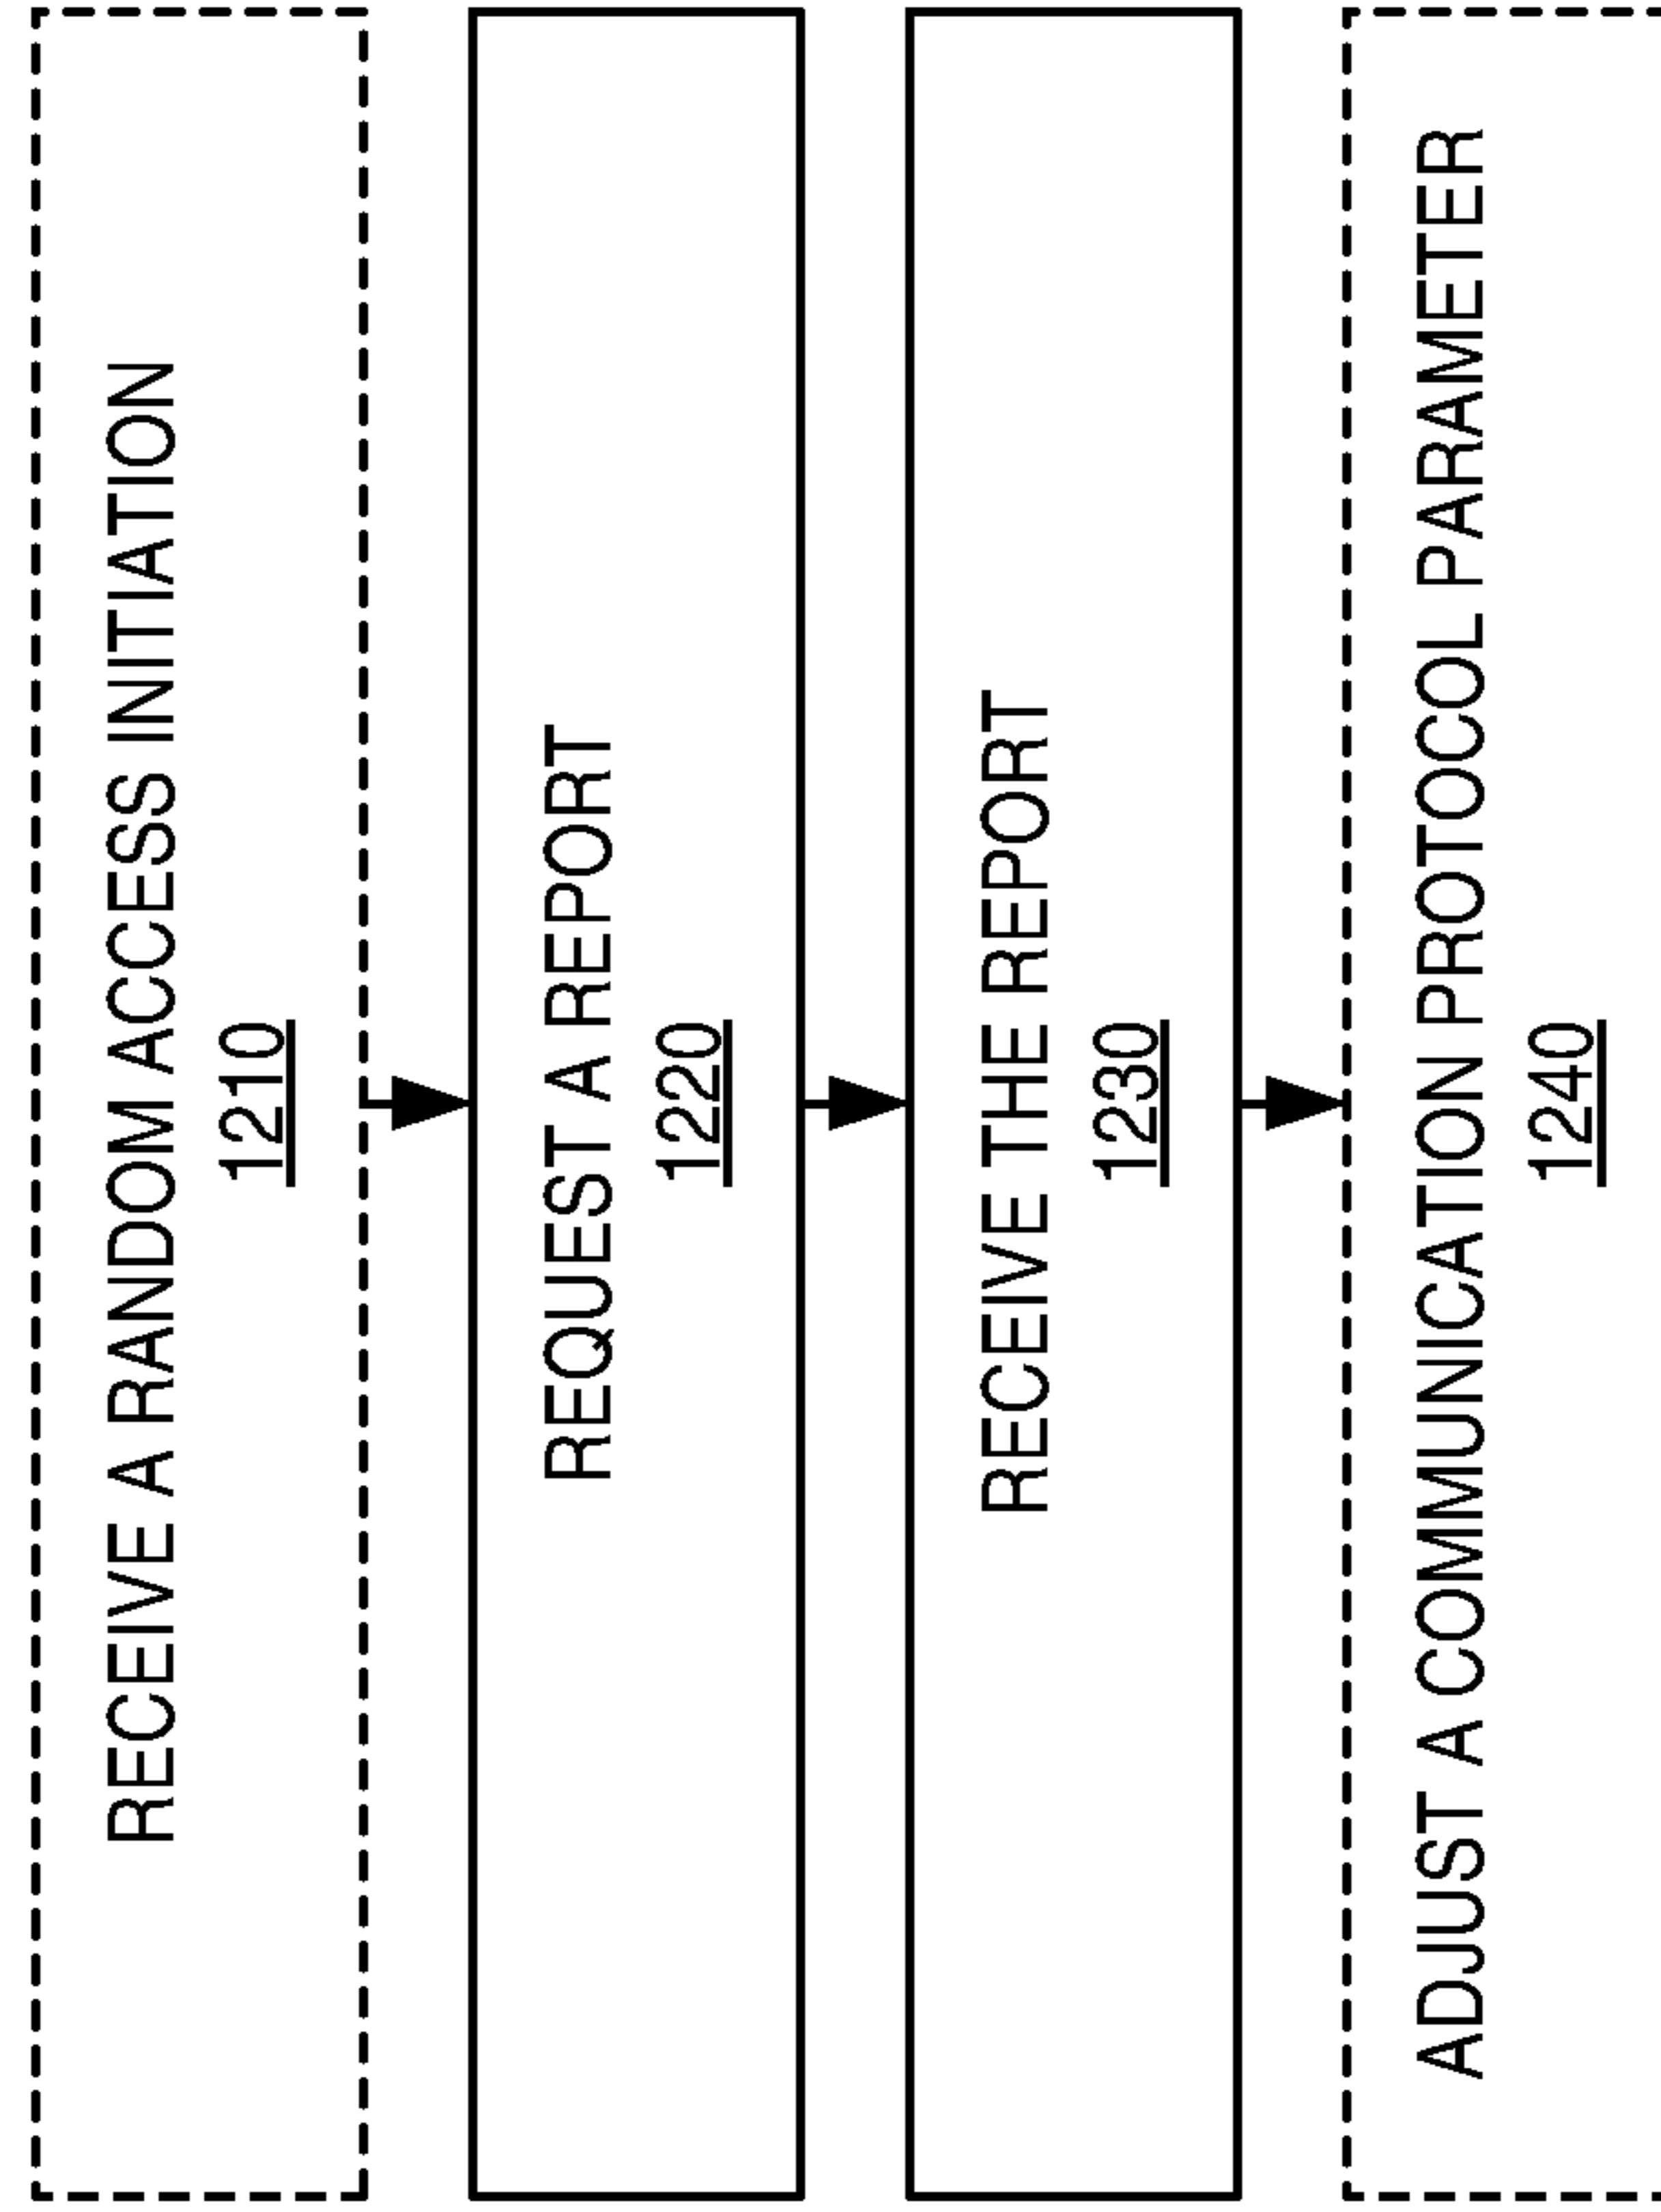 RECEIVE A RANDOM ACCESS INITIATION
1210
REQUEST A REPORT
1220
RECEIVE THE REPORT
1230
ADJUST A COMMUNICATION PROTOCOL PARAMETER
1240